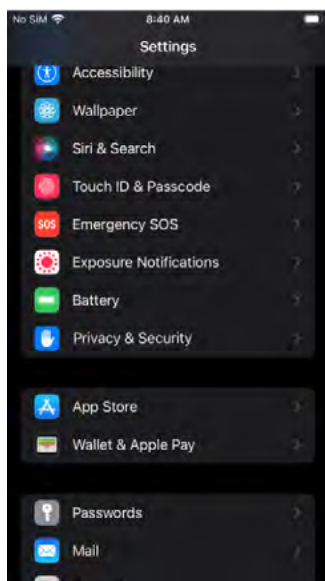 No SIM 8:40 AM
Settings
Accessibility
Wallpaper
Siri & Search
Touch ID & Passcode
SOS Emergency SOS
Exposure Notifications
Battery
Privacy & Security
App Store
Wallet & Apple Pay
Passwords
Mail